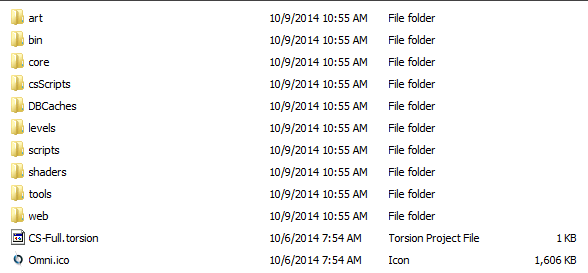 art 10/9/2014 10:55 AM File folder
bin 10/9/2014 10:55 AM File folder
core 10/9/2014 10:55 AM File folder
csScripts 10/9/2014 10:55 AM File folder
DBCaches 10/9/2014 10:55 AM File folder
levels 10/9/2014 10:55 AM File folder
scripts 10/9/2014 10:55 AM File folder
shaders 10/9/2014 10:55 AM File folder
tools 10/9/2014 10:55 AM File folder
web 10/9/2014 10:55 AM File folder
CS-Full.torsion 10/6/2014 7:54 AM Torsion Project File 1 KB
Omni.ico 10/6/2014 7:54 AM Icon 1,606 KB